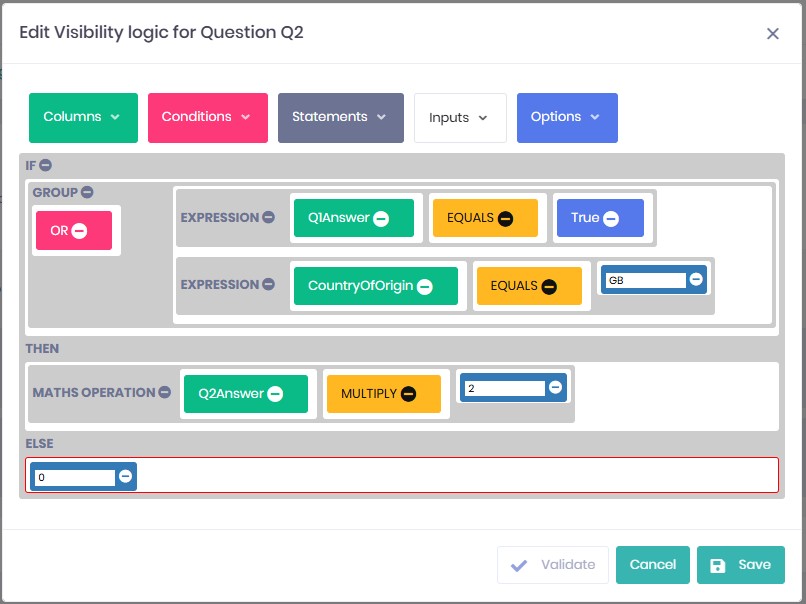 Edit Visibility logic for Question Q2
Columns Conditions Statements Inputs Options
IF
GROUP
OR
EXPRESSION Q1Answer EQUALS True
EXPRESSION CountryOfOrigin EQUALS GB
THEN
MATHS OPERATION Q2Answer MULTIPLY 2
ELSE
0
Validate Cancel Save